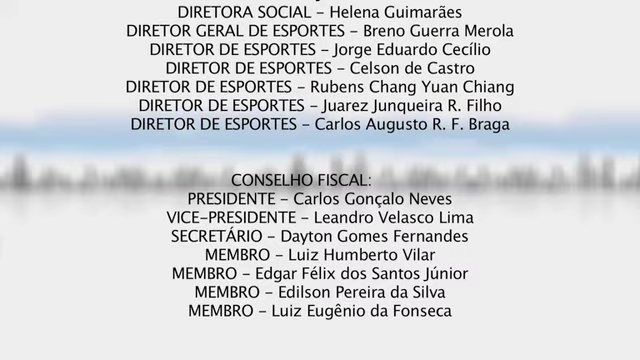 DIRETORA SOCIAL – Helena Guimarães
DIRETOR GERAL DE ESPORTES – Breno Guerra Merola
DIRETOR DE ESPORTES – Jorge Eduardo Cecílio
DIRETOR DE ESPORTES – Celson de Castro
DIRETOR DE ESPORTES – Rubens Chang Yuan Chiang
DIRETOR DE ESPORTES – Juarez Junqueira R. Filho
DIRETOR DE ESPORTES – Carlos Augusto R. F. Braga
CONSELHO FISCAL:
PRESIDENTE – Carlos Gonçalo Neves
VICE-PRESIDENTE – Leandro Velasco Lima
SECRETÁRIO – Dayton Gomes Fernandes
MEMBRO – Luiz Humberto Vilar
MEMBRO – Edgar Félix dos Santos Júnior
MEMBRO – Edilson Pereira da Silva
MEMBRO – Luiz Eugênio da Fonseca